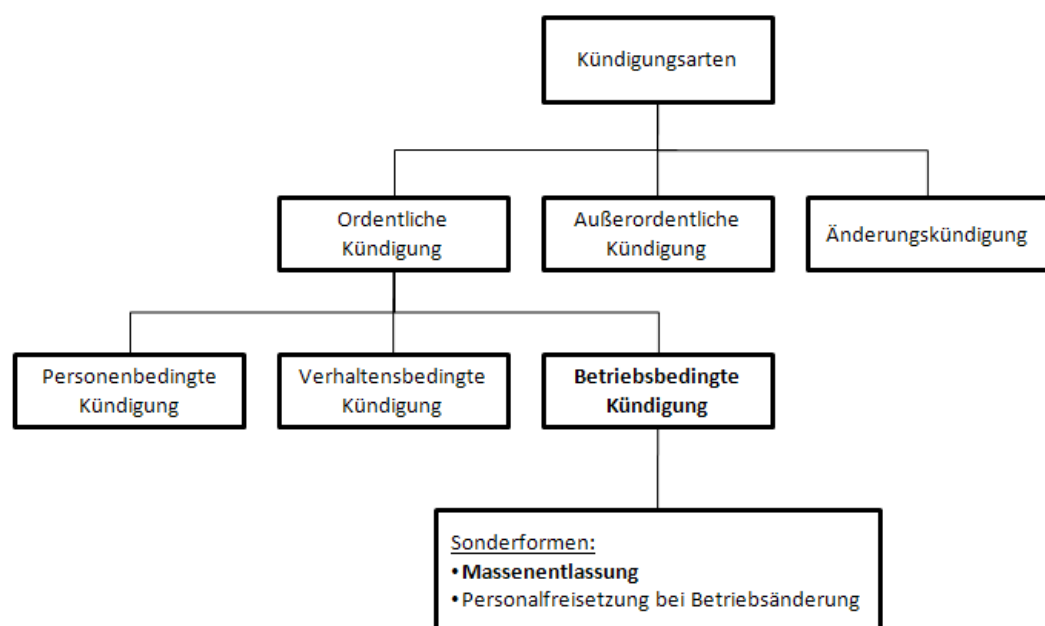 Kündigungsarten
Ordentliche
Kündigung
Außerordentliche
Kündigung
Änderungskündigung
Personenbedingte
Kündigung
Verhaltensbedingte
Kündigung
Betriebsbedingte
Kündigung
Sonderformen:
•Massenentlassung
•Personalfreisetzung bei Betriebsänderung